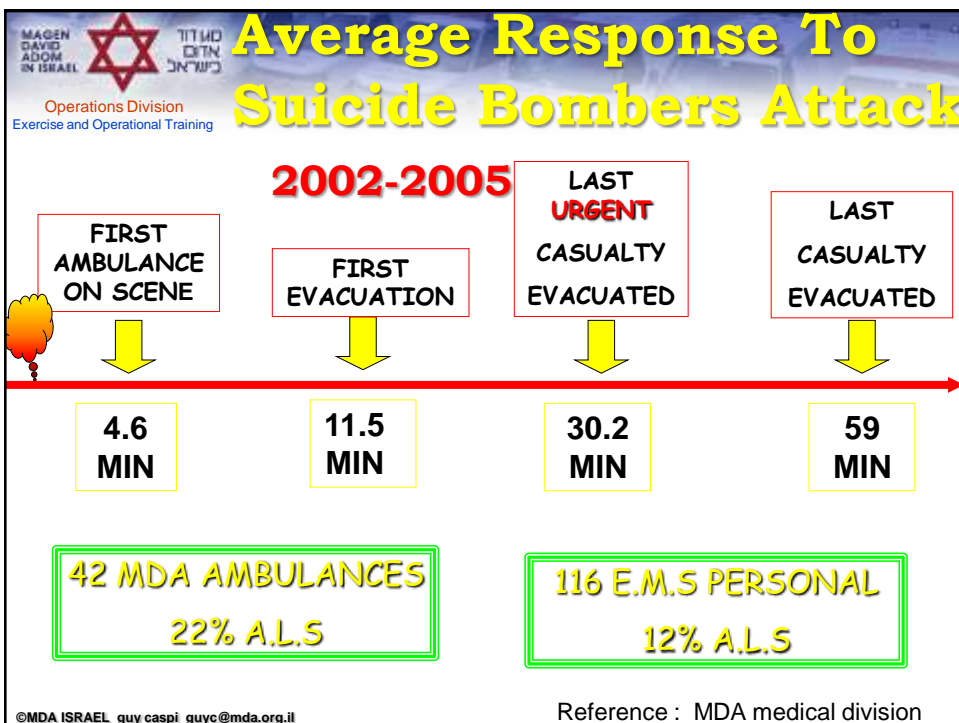 MAGEN
DAVID
ADOM
IN ISRAEL
מגן דוד
אדום
בישראל
Operations Division
Exercise and Operational Training
Average Response To
Suicide Bombers Attack
2002-2005
FIRST
AMBULANCE
ON SCENE
FIRST
EVACUATION
LAST
URGENT
CASUALTY
EVACUATED
LAST
CASUALTY
EVACUATED
4.6
MIN
11.5
MIN
30.2
MIN
59
MIN
42 MDA AMBULANCES
22% A.L.S
116 E.M.S PERSONAL
12% A.L.S
©MDA ISRAEL guy caspi guyc@mda.org.il
Reference : MDA medical division